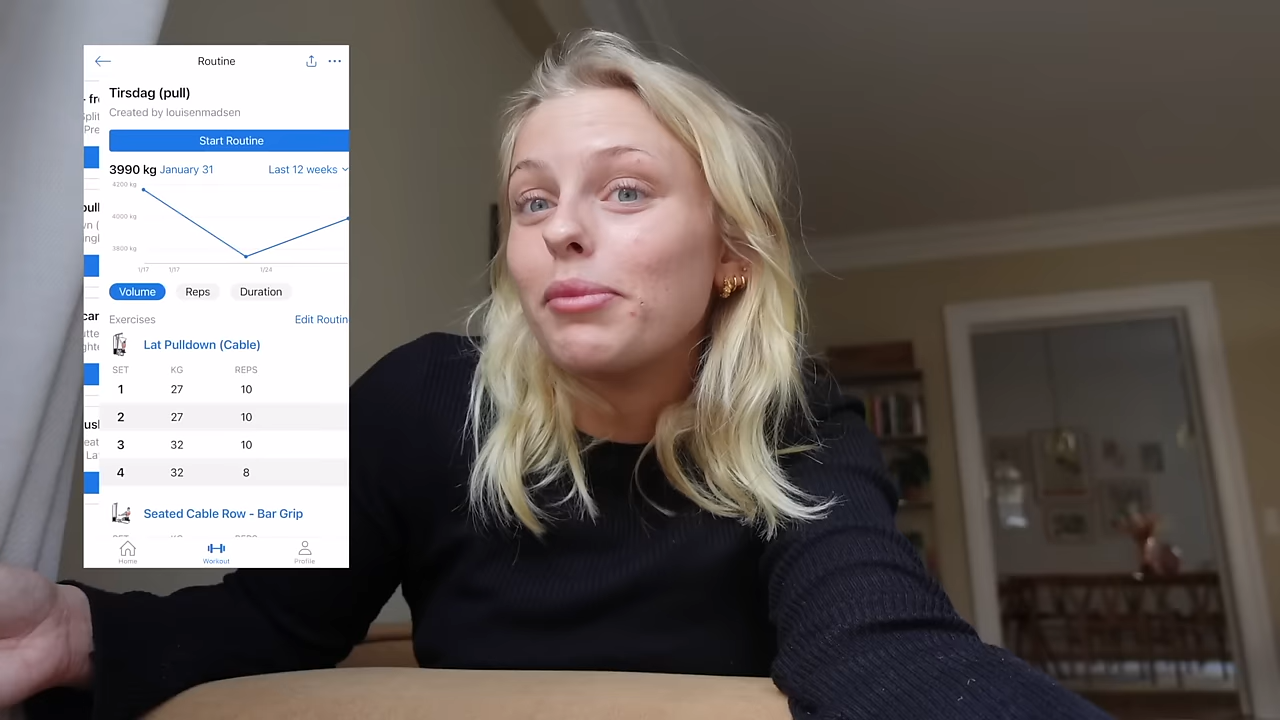 Routine
Tirsdag (pull)
Created by louisenmadsen
Start Routine
3990 kg January 31 Last 12 weeks
4200 kg
4000 kg
3800 kg
1/17 1/17 1/24
Volume Reps Duration
Exercises Edit Routin
Lat Pulldown (Cable)
SET KG REPS
1 27 10
2 27 10
3 32 10
4 32 8
Seated Cable Row - Bar Grip
Home Workout Profile